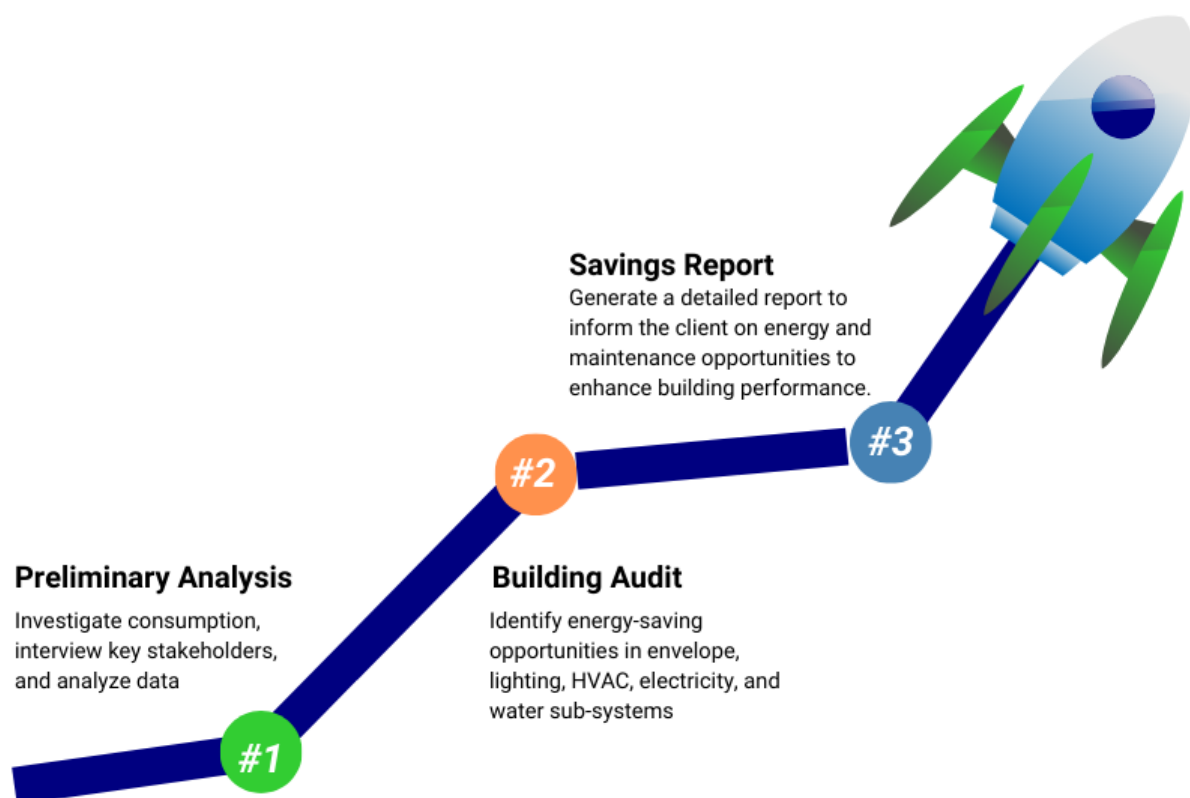 Preliminary Analysis
Investigate consumption,
interview key stakeholders,
and analyze data
#1
#2
Building Audit
Identify energy-saving
opportunities in envelope,
lighting, HVAC, electricity, and
water sub-systems
Savings Report
Generate a detailed report to
inform the client on energy and
maintenance opportunities to
enhance building performance.
#3